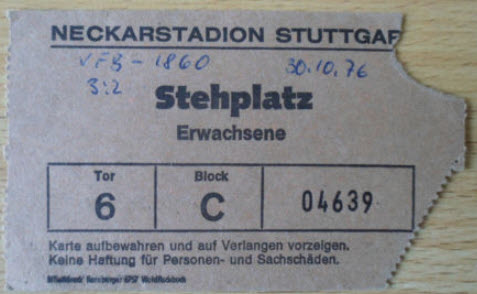 NECKARSTADION STUTTGAR
VFB - 1860 30.10.76
3:2
Stehplatz
Erwachsene
Tor Block
6 C 04639
Karte aufbewahren und auf Verlangen vorzeigen.
Keine Haftung für Personen- und Sachschäden.